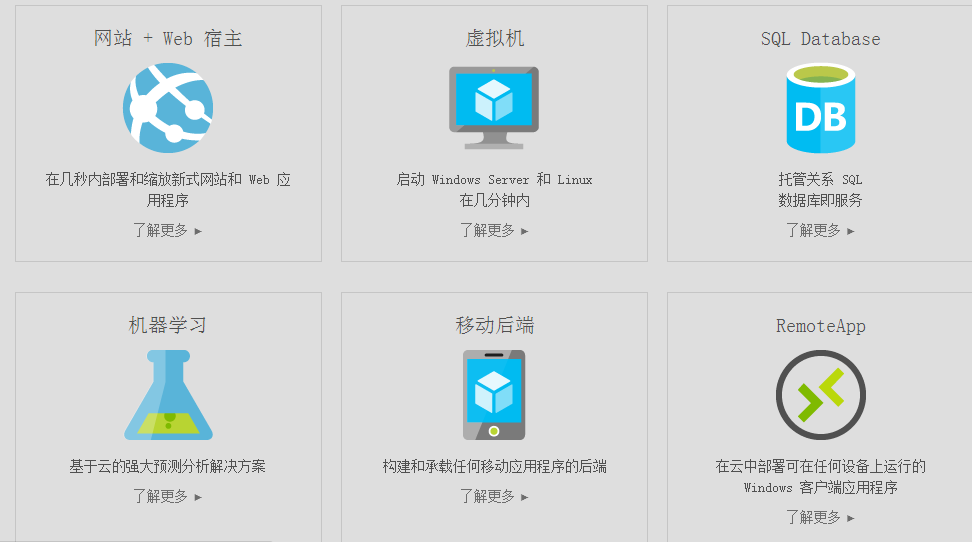 网站 + Web 宿主
在几秒内部署和缩放新式网站和 Web 应
用程序
了解更多 ►
虚拟机
启动 Windows Server 和 Linux
在几分钟内
了解更多 ►
SQL Database
DB
托管关系 SQL
数据库即服务
了解更多 ►
机器学习
基于云的强大预测分析解决方案
了解更多 ►
移动后端
构建和承载任何移动应用程序的后端
了解更多 ►
RemoteApp
在云中部署可在任何设备上运行的
Windows 客户端应用程序
了解更多 ►